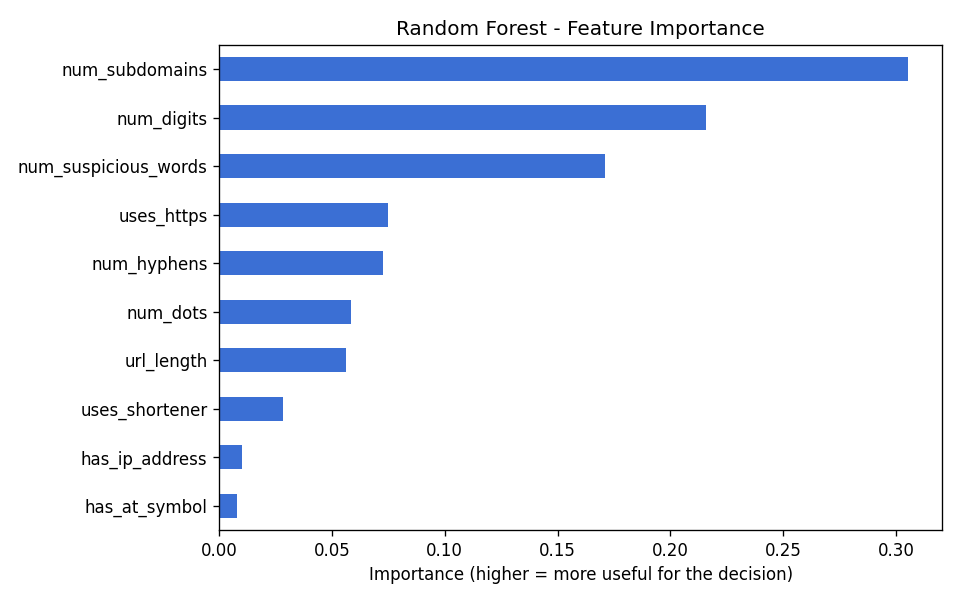 Random Forest - Feature Importance
num_subdomains
num_digits
num_suspicious_words
uses_https
num_hyphens
num_dots
url_length
uses_shortener
has_ip_address
has_at_symbol
0.00 0.05 0.10 0.15 0.20 0.25 0.30
Importance (higher = more useful for the decision)